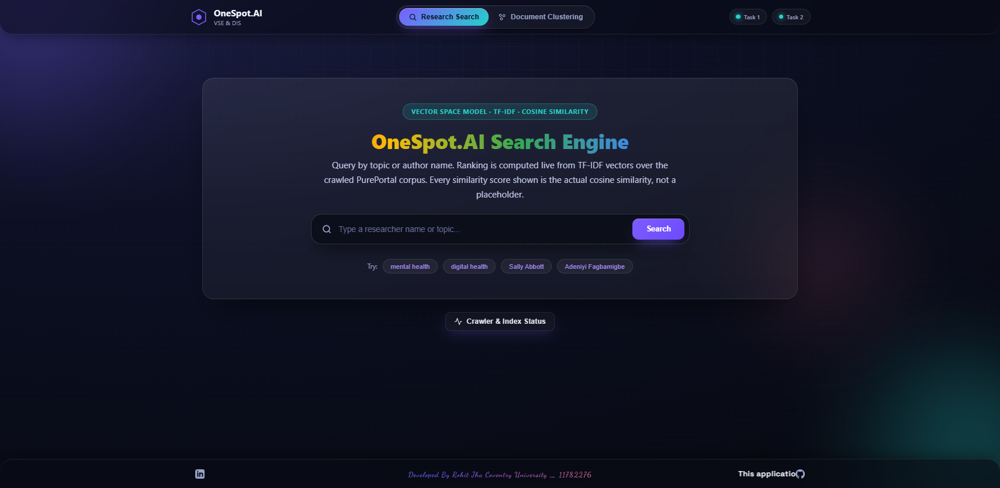 OneSpot.AI
VSE & DIS
Research Search
Document Clustering
Task 1
Task 2
VECTOR SPACE MODEL · TF-IDF · COSINE SIMILARITY
OneSpot.AI Search Engine
Query by topic or author name. Ranking is computed live from TF-IDF vectors over the
crawled PurePortal corpus. Every similarity score shown is the actual cosine similarity, not a
placeholder.
Type a researcher name or topic...
Search
Try:
mental health
digital health
Sally Abbott
Adeniyi Fagbamigbe
Crawler & Index Status
in
Developed By Rohit Jha Coventry University _ 11782276
This applicatio